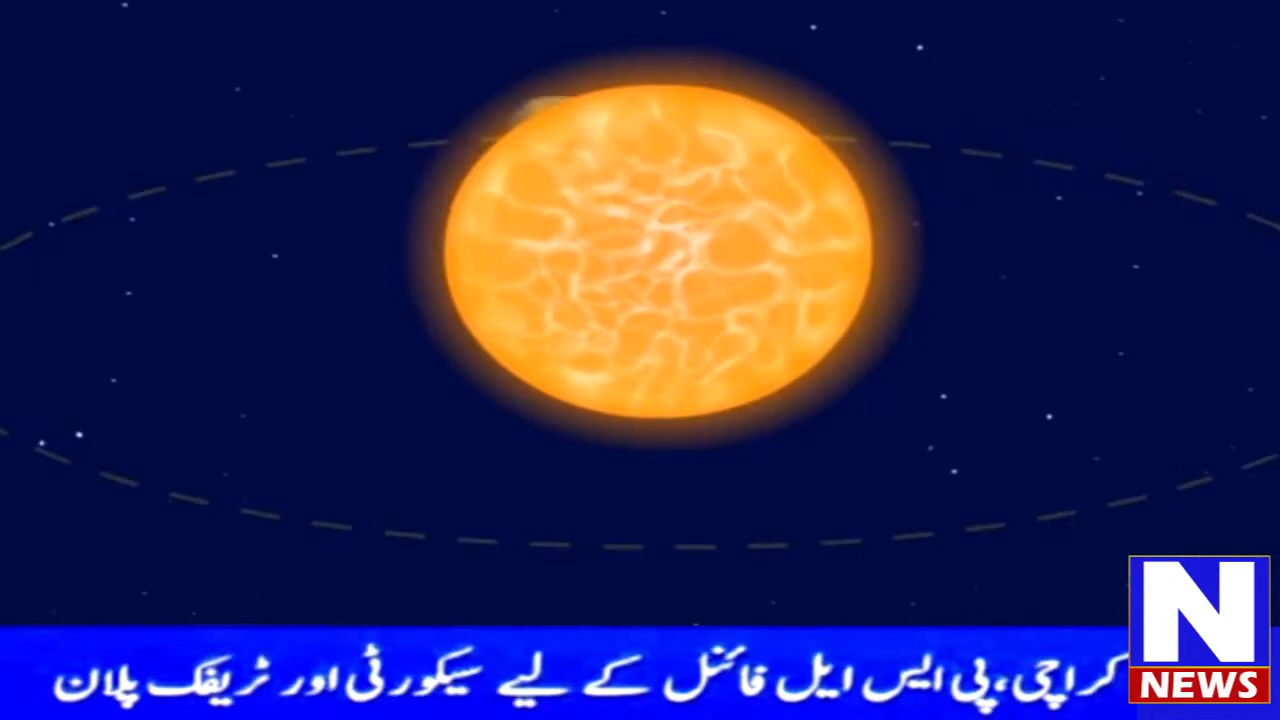 کراچی،پی ایس ایل فائنل کے لیے سیکورٹی اور ٹریفک پلان
N
NEWS